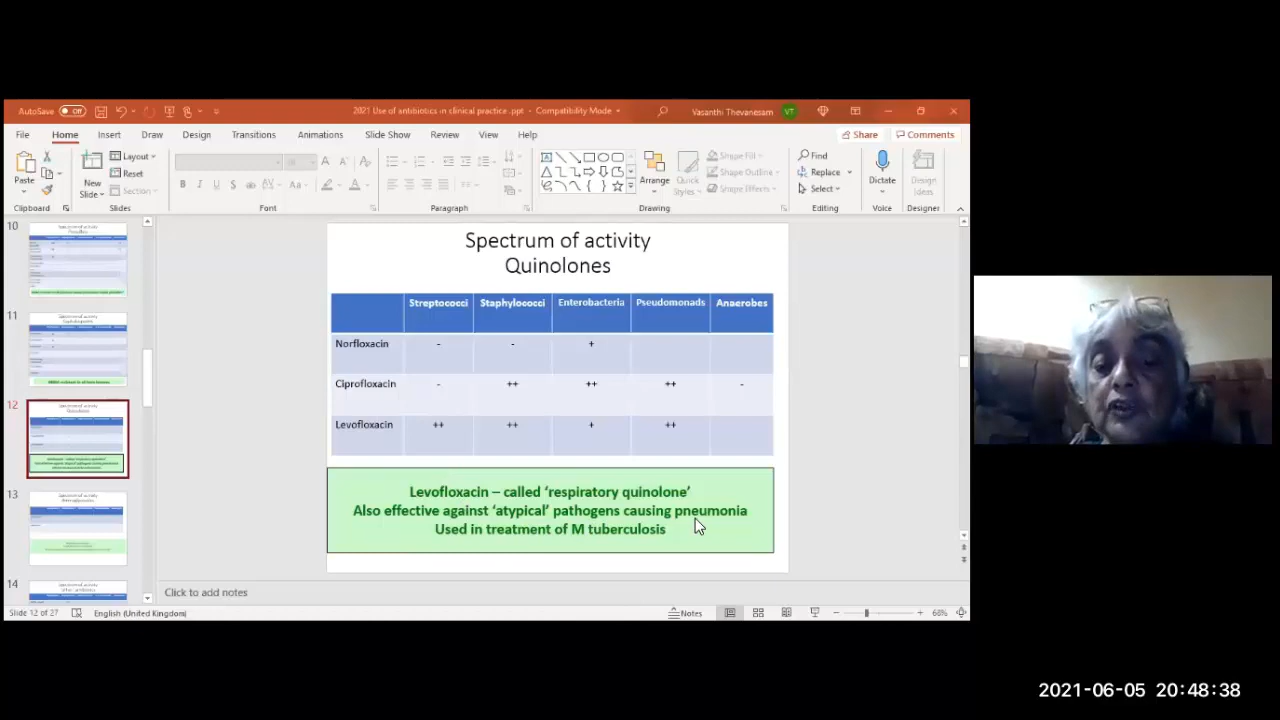 AutoSave Off
2021 Use of antibiotics in clinical practice .ppt - Compatibility Mode
Vasanthi Thevanesam VT
File Home Insert Draw Design Transitions Animations Slide Show Review View Help
Share Comments
Paste
New
Slides
Layout
Reset
Section
Arrange
Quick
Styles
Shape Fill
Shape Outline
Shape Effects
Find
Replace
Select
Dictate
Design
Ideas
Clipboard Slides Font Paragraph Drawing Editing Voice Designer
10
11
12
13
14
Spectrum of activity
Quinolones
Streptococci Staphylococci Enterobacteria Pseudomonads Anaerobes
Norfloxacin - - +
Ciprofloxacin - ++ ++ ++ -
Levofloxacin ++ ++ + ++
Levofloxacin – called ‘respiratory quinolone’
Also effective against ‘atypical’ pathogens causing pneumonia
Used in treatment of M tuberculosis
Click to add notes
Slide 12 of 27 English (United Kingdom) Notes 68%
2021-06-05 20:48:38